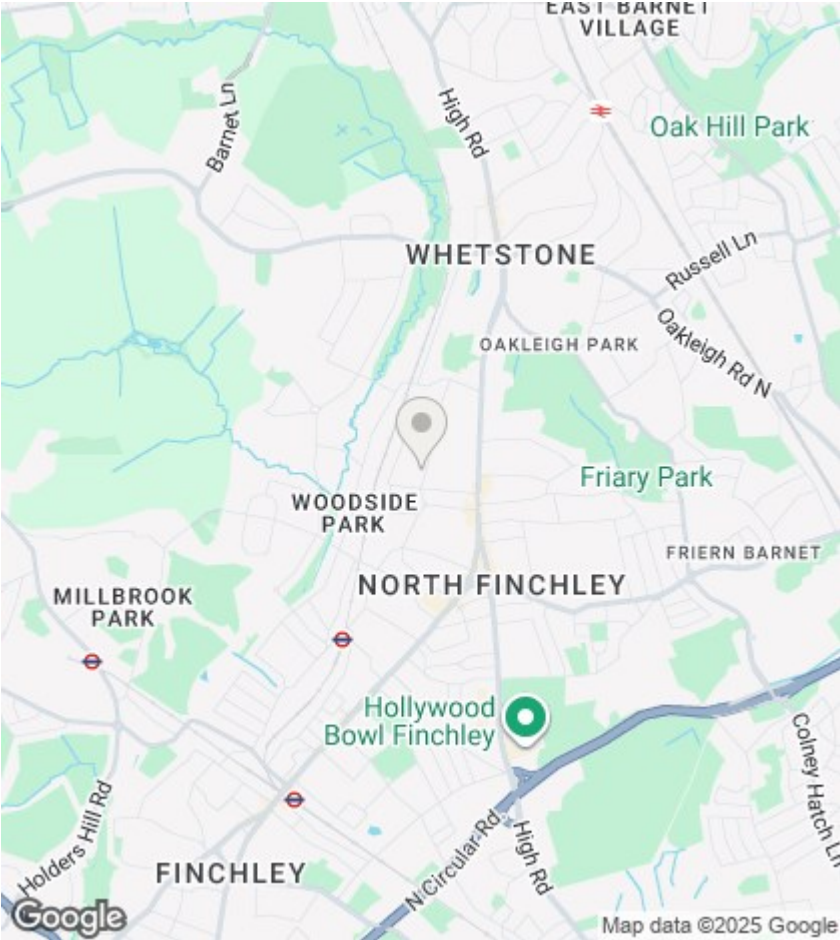 EAST BARNET
VILLAGE
High Rd
Barnet Ln
Oak Hill Park
WHETSTONE
Russell Ln
OAKLEIGH PARK
Oakleigh Rd N
Friary Park
WOODSIDE
PARK
FRIERN BARNET
NORTH FINCHLEY
MILLBROOK
PARK
Hollywood
Bowl Finchley
Colney Hatch Ln
Holders Hill Rd
N Circular Rd
High Rd
FINCHLEY
Google
Map data ©2025 Google